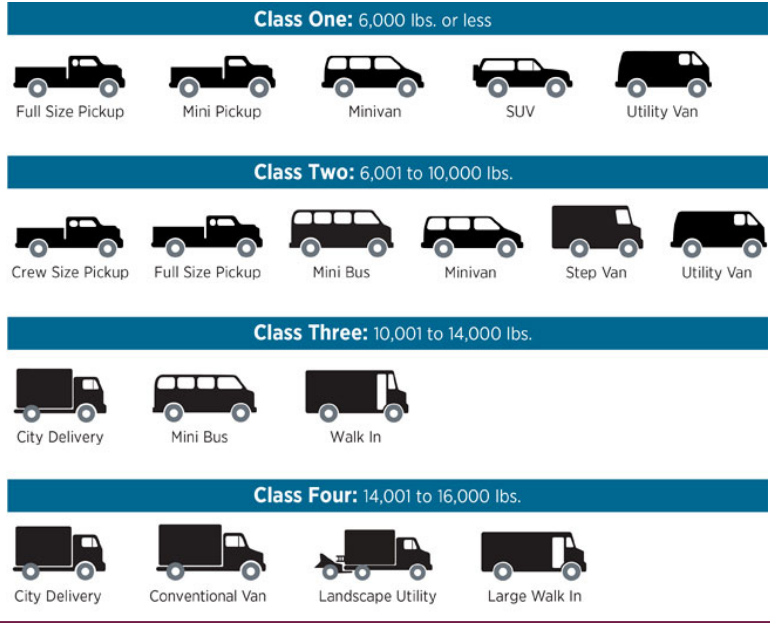 Class One: 6,000 lbs. or less
Full Size Pickup
Mini Pickup
Minivan
SUV
Utility Van
Class Two: 6,001 to 10,000 lbs.
Crew Size Pickup
Full Size Pickup
Mini Bus
Minivan
Step Van
Utility Van
Class Three: 10,001 to 14,000 lbs.
City Delivery
Mini Bus
Walk In
Class Four: 14,001 to 16,000 lbs.
City Delivery
Conventional Van
Landscape Utility
Large Walk In